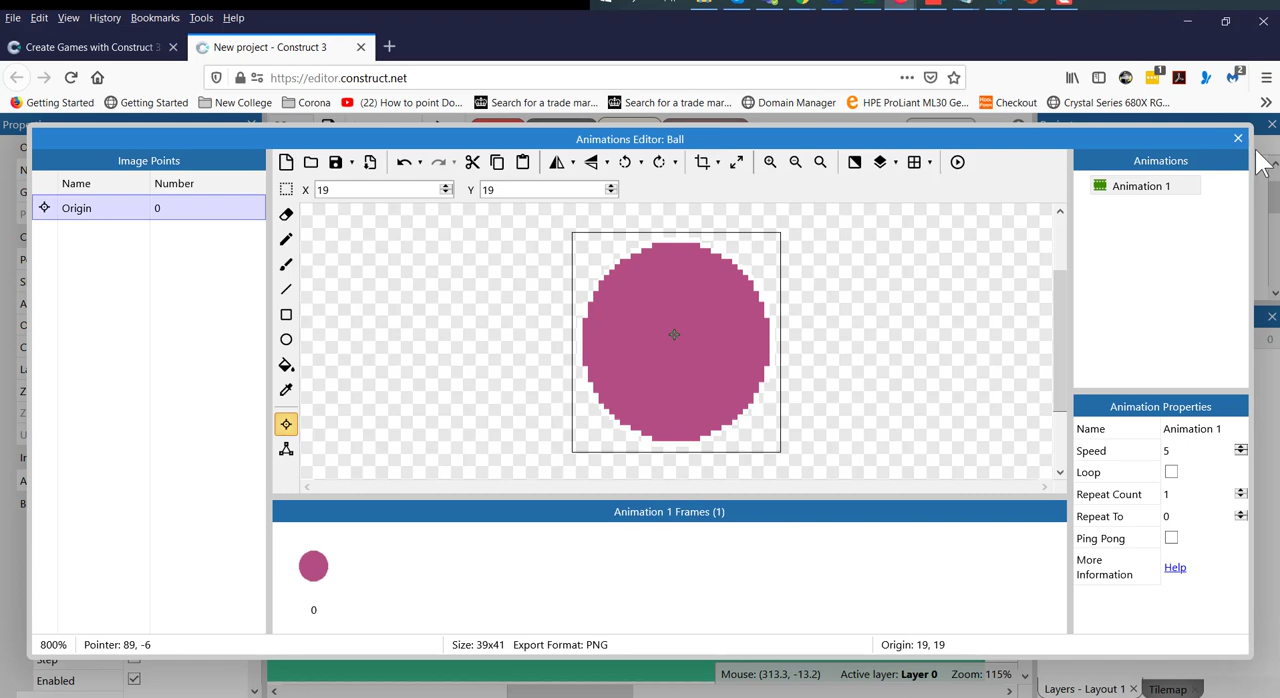 File Edit View History Bookmarks Tools Help
Create Games with Construct 3
New project - Construct 3
https://editor.construct.net
1
2
Getting Started
Getting Started
New College
Corona
(22) How to point Do...
Search for a trade mar...
Search for a trade mar...
Domain Manager
HPE ProLiant ML30 Ge...
Checkout
Crystal Series 680X RG...
Animations Editor: Ball
Image Points
Name Number
Origin 0
X 19
Y 19
Animations
Animation 1
Animation Properties
Name Animation 1
Speed 5
Loop
Repeat Count 1
Repeat To 0
Ping Pong
More Information Help
Animation 1 Frames (1)
0
800%
Pointer: 89, -6
Size: 39x41
Export Format: PNG
Origin: 19, 19
Step
Enabled
Mouse: (313.3, -13.2)
Active layer: Layer 0
Zoom: 115%
Layers - Layout 1
Tilemap